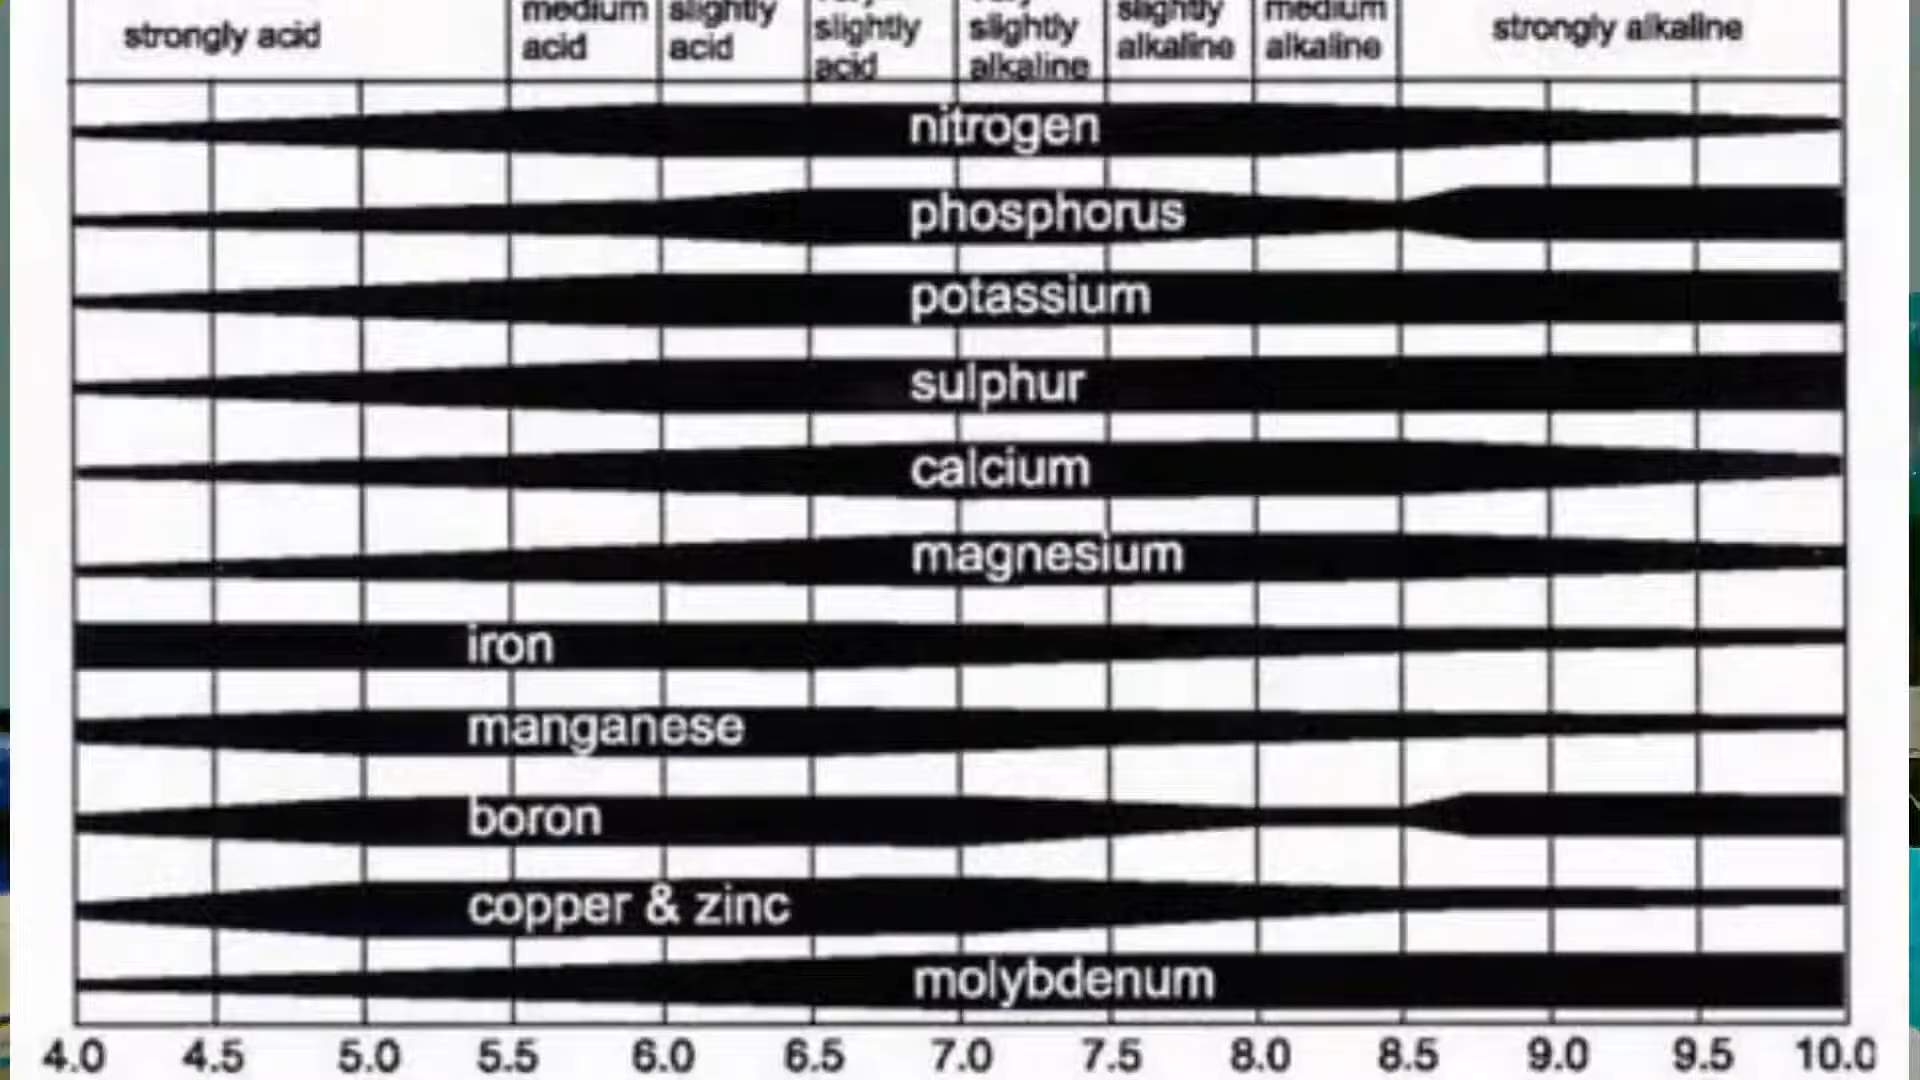 strongly acid
medium
acid
slightly
acid
slightly
acid
slightly
alkaline
slightly
alkaline
medium
alkaline
strongly alkaline
nitrogen
phosphorus
potassium
sulphur
calcium
magnesium
iron
manganese
boron
copper & zinc
molybdenum
4.0 4.5 5.0 5.5 6.0 6.5 7.0 7.5 8.0 8.5 9.0 9.5 10.0